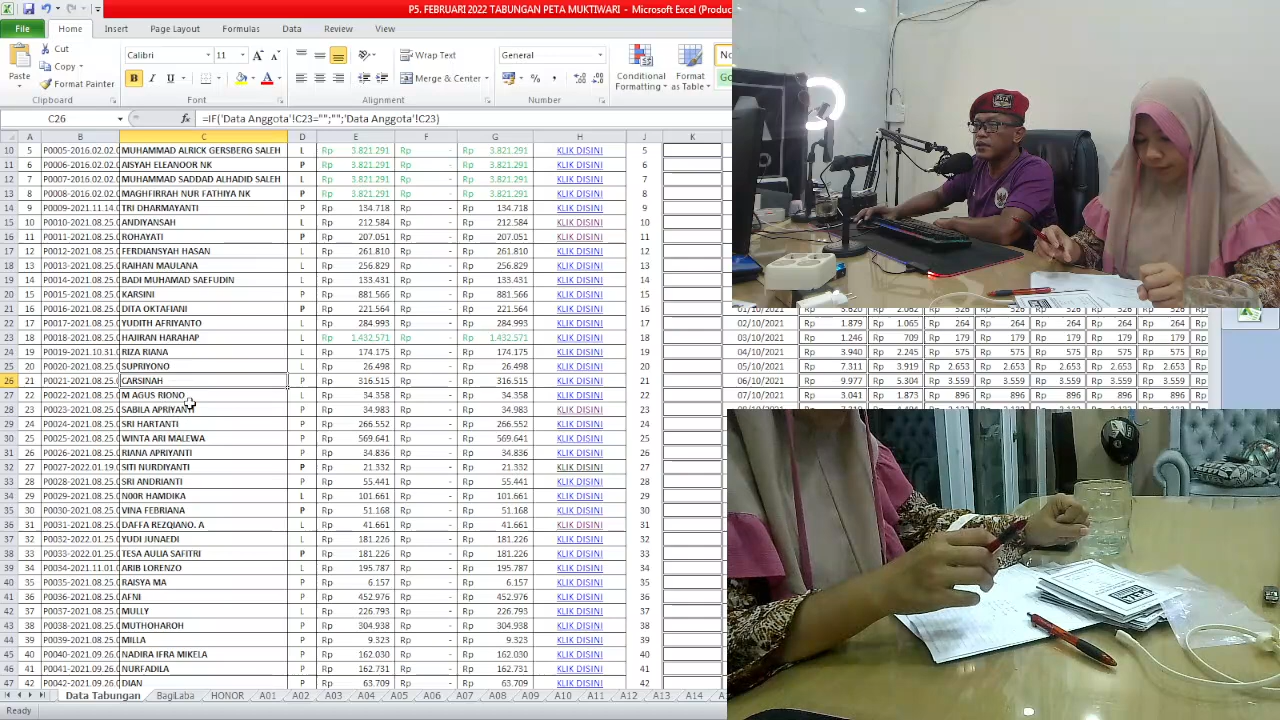 P5. FEBRUARI 2022 TABUNGAN PETA MUKTIWARI - Microsoft Excel (Produc
File Home Insert Page Layout Formulas Data Review View
Cut
Copy
Format Painter
Paste
Clipboard
Calibri 11
B I U
Font
Wrap Text
Merge & Center
Alignment
General
% ,
Number
Conditional Formatting
Format as Table
C26 fx =IF('Data Anggota'!C23="";"";'Data Anggota'!C23)
A B C D E F G H J K
10 5 P0005-2016.02.02.0 MUHAMMAD ALRICK GERSBERG SALEH L Rp 3.821.291 Rp - Rp 3.821.291 KLIK DISINI 5
11 6 P0006-2016.02.02.0 AISYAH ELEANOOR NK P Rp 3.821.291 Rp - Rp 3.821.291 KLIK DISINI 6
12 7 P0007-2016.02.02.0 MUHAMMAD SADDAD ALHADID SALEH L Rp 3.821.291 Rp - Rp 3.821.291 KLIK DISINI 7
13 8 P0008-2016.02.02.0 MAGHFIRRAH NUR FATHIYA NK P Rp 3.821.291 Rp - Rp 3.821.291 KLIK DISINI 8
14 9 P0009-2021.11.14.0 TRI DHARMAYANTI P Rp 134.718 Rp - Rp 134.718 KLIK DISINI 9
15 10 P0010-2021.08.25.0 ANDIYANSAH L Rp 212.584 Rp - Rp 212.584 KLIK DISINI 10
16 11 P0011-2021.08.25.0 ROHAYATI P Rp 207.051 Rp - Rp 207.051 KLIK DISINI 11
17 12 P0012-2021.08.25.0 FERDIANSYAH HASAN L Rp 261.810 Rp - Rp 261.810 KLIK DISINI 12
18 13 P0013-2021.08.25.0 RAIHAN MAULANA L Rp 256.829 Rp - Rp 256.829 KLIK DISINI 13
19 14 P0014-2021.08.25.0 BADI MUHAMAD SAEFUDIN L Rp 133.431 Rp - Rp 133.431 KLIK DISINI 14
20 15 P0015-2021.08.25.0 KARSINI P Rp 881.566 Rp - Rp 881.566 KLIK DISINI 15
21 16 P0016-2021.08.25.0 DITA OKTAFIANI P Rp 221.564 Rp - Rp 221.564 KLIK DISINI 16
22 17 P0017-2021.08.25.0 YUDITH AFRIYANTO L Rp 284.993 Rp - Rp 284.993 KLIK DISINI 17 02/10/2021 Rp 1.879 Rp 1.065 Rp 264 Rp 264 Rp 264 Rp 264 Rp
23 18 P0018-2021.08.25.0 HAJIRAN HARAHAP L Rp 1.432.571 Rp - Rp 1.432.571 KLIK DISINI 18 03/10/2021 Rp 1.246 Rp 709 Rp - Rp - Rp - Rp - Rp
24 19 P0019-2021.10.31.0 RIZA RIANA L Rp 174.175 Rp - Rp 174.175 KLIK DISINI 19 04/10/2021 Rp 3.940 Rp 2.245 Rp 526 Rp 526 Rp 526 Rp 526 Rp
25 20 P0020-2021.08.25.0 SUPRIYONO L Rp 26.498 Rp - Rp 26.498 KLIK DISINI 20 05/10/2021 Rp 7.311 Rp 3.919 Rp 2.653 Rp 2.653 Rp 2.653 Rp 2.653 Rp
26 21 P0021-2021.08.25.0 CARSINAH P Rp 316.515 Rp - Rp 316.515 KLIK DISINI 21 06/10/2021 Rp 9.977 Rp 5.304 Rp 3.559 Rp 3.559 Rp 3.559 Rp 3.559 Rp
27 22 P0022-2021.08.25.0 M AGUS RIONO L Rp 34.358 Rp - Rp 34.358 KLIK DISINI 22 07/10/2021 Rp 3.041 Rp 1.873 Rp 896 Rp 896 Rp 896 Rp 896 Rp
28 23 P0023-2021.08.25.0 SABILA APRIYANTI P Rp 34.983 Rp - Rp 34.983 KLIK DISINI 23
29 24 P0024-2021.08.25.0 SRI HARTANTI P Rp 266.552 Rp - Rp 266.552 KLIK DISINI 24
30 25 P0025-2021.08.25.0 WINTA ARI MALEWA P Rp 569.641 Rp - Rp 569.641 KLIK DISINI 25
31 26 P0026-2021.08.25.0 RIANA APRIYANTI P Rp 34.836 Rp - Rp 34.836 KLIK DISINI 26
32 27 P0027-2022.01.19.0 SITI NURDIYANTI P Rp 21.332 Rp - Rp 21.332 KLIK DISINI 27
33 28 P0028-2021.08.25.0 SRI ANDRIANTI P Rp 55.441 Rp - Rp 55.441 KLIK DISINI 28
34 29 P0029-2021.08.25.0 N00R HAMDIKA L Rp 101.661 Rp - Rp 101.661 KLIK DISINI 29
35 30 P0030-2021.08.25.0 VINA FEBRIANA P Rp 51.168 Rp - Rp 51.168 KLIK DISINI 30
36 31 P0031-2021.08.25.0 DAFFA REZQIANO. A L Rp 41.661 Rp - Rp 41.661 KLIK DISINI 31
37 32 P0032-2022.01.25.0 YUDI JUNAEDI L Rp 181.226 Rp - Rp 181.226 KLIK DISINI 32
38 33 P0033-2022.01.25.0 TESA AULIA SAFITRI P Rp 181.226 Rp - Rp 181.226 KLIK DISINI 33
39 34 P0034-2021.11.01.0 ARIB LORENZO L Rp 195.787 Rp - Rp 195.787 KLIK DISINI 34
40 35 P0035-2021.08.25.0 RAISYA MA P Rp 6.157 Rp - Rp 6.157 KLIK DISINI 35
41 36 P0036-2021.08.25.0 AFNI P Rp 452.976 Rp - Rp 452.976 KLIK DISINI 36
42 37 P0037-2021.08.25.0 MULLY L Rp 226.793 Rp - Rp 226.793 KLIK DISINI 37
43 38 P0038-2021.08.25.0 MUTHOHAROH P Rp 304.938 Rp - Rp 304.938 KLIK DISINI 38
44 39 P0039-2021.08.25.0 MILLA P Rp 9.323 Rp - Rp 9.323 KLIK DISINI 39
45 40 P0040-2021.09.26.0 NADIRA IFRA MIKELA P Rp 162.030 Rp - Rp 162.030 KLIK DISINI 40
46 41 P0041-2021.09.26.0 NURFADILA P Rp 162.731 Rp - Rp 162.731 KLIK DISINI 41
47 42 P0042-2021.09.26.0 DIAN P Rp 63.709 Rp - Rp 63.709 KLIK DISINI 42
Data Tabungan BagiLaba HONOR A01 A02 A03 A04 A05 A06 A07 A08 A09 A10 A11 A12 A13 A14
Ready